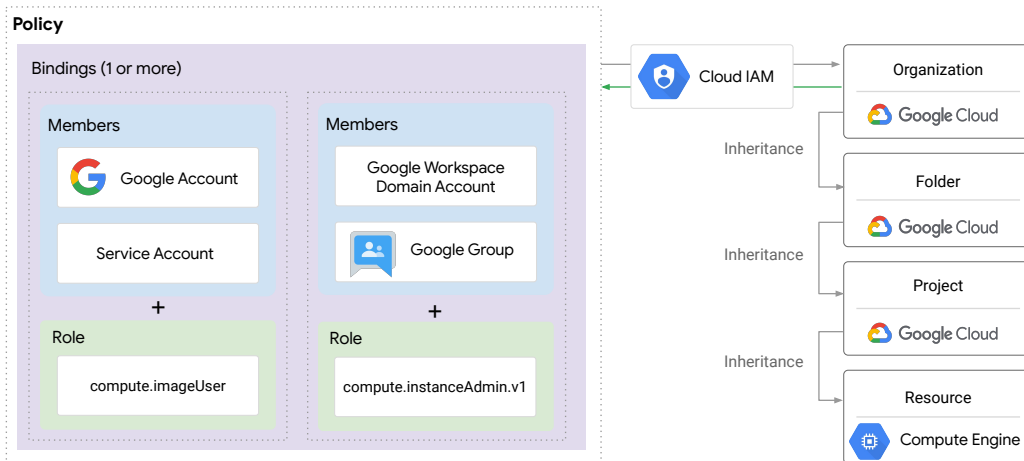 Policy
Bindings (1 or more)
Members
Google Account
Service Account
+
Role
compute.imageUser
Members
Google Workspace
Domain Account
Google Group
+
Role
compute.instanceAdmin.v1
Cloud IAM
Organization
Google Cloud
Inheritance
Folder
Google Cloud
Inheritance
Project
Google Cloud
Inheritance
Resource
Compute Engine